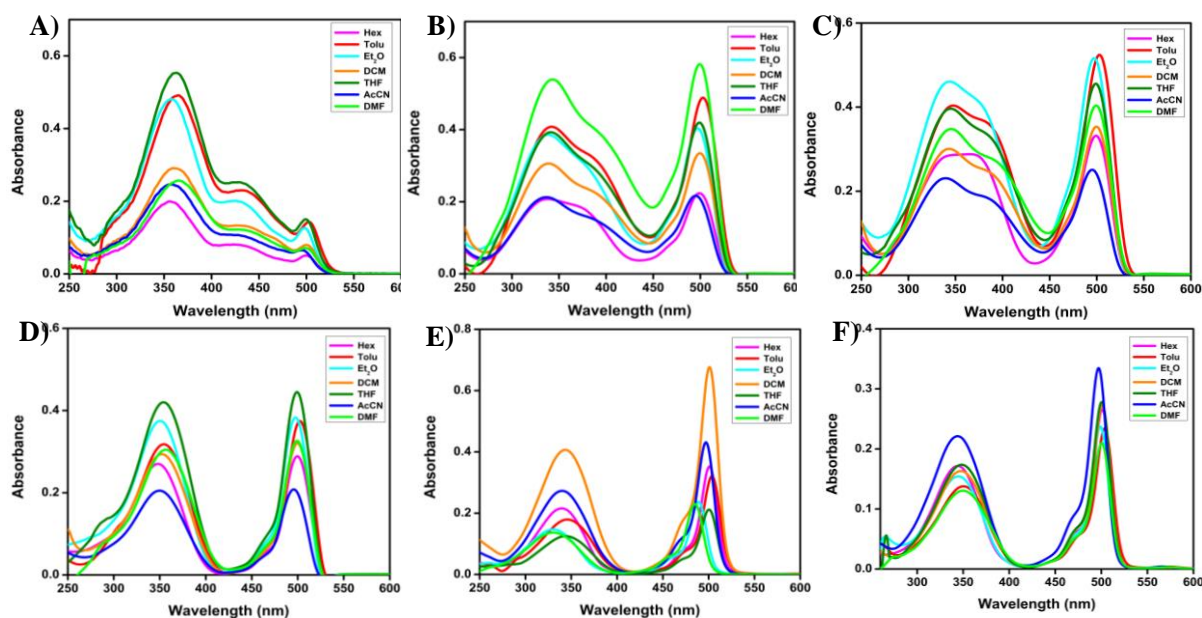 A)
Hex
Tolu
Et₂O
DCM
THF
AcCN
DMF
Absorbance
0.4
0.2
0.0
250 300 350 400 450 500 550
Wavelength (nm)
B)
Hex
Tolu
Et₂O
DCM
THF
AcCN
DMF
Absorbance
0.6
0.4
0.2
0.0
250 300 350 400 450 500 550 600
Wavelength (nm)
C)
Hex
Tolu
Et₂O
DCM
THF
AcCN
DMF
Absorbance
0.6
0.4
0.2
0.0
250 300 350 400 450 500 550 600
Wavelength (nm)
D)
Hex
Tolu
Et₂O
DCM
THF
AcCN
DMF
Absorbance
0.6
0.4
0.2
0.0
250 300 350 400 450 500 550 600
Wavelength (nm)
E)
Hex
Tolu
Et₂O
DCM
THF
AcCN
DMF
Absorbance
0.8
0.6
0.4
0.2
0.0
250 300 350 400 450 500 550 600
Wavelength (nm)
F)
Hex
Tolu
Et₂O
DCM
THF
AcCN
DMF
Absorbance
0.4
0.3
0.2
0.1
0.0
300 350 400 450 500 550 600
Wavelength (nm)